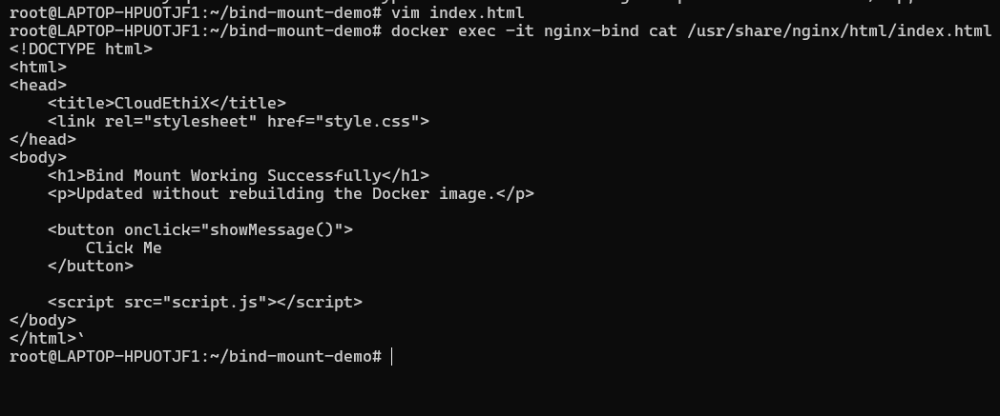 root@LAPTOP-HPUOTJF1:~/bind-mount-demo# vim index.html
root@LAPTOP-HPUOTJF1:~/bind-mount-demo# docker exec -it nginx-bind cat /usr/share/nginx/html/index.html
<!DOCTYPE html>
<html>
<head>
    <title>CloudEthiX</title>
    <link rel="stylesheet" href="style.css">
</head>
<body>
    <h1>Bind Mount Working Successfully</h1>
    <p>Updated without rebuilding the Docker image.</p>

    <button onclick="showMessage()">
        Click Me
    </button>

    <script src="script.js"></script>
</body>
</html>`
root@LAPTOP-HPUOTJF1:~/bind-mount-demo#